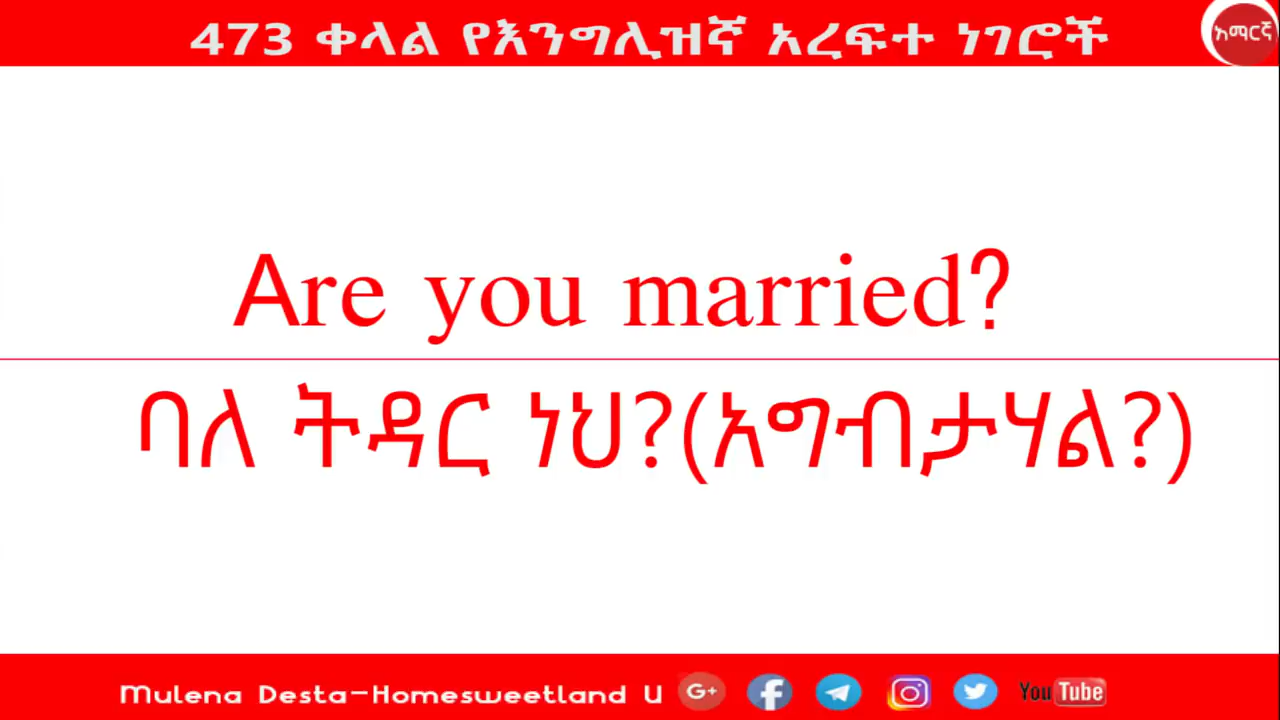 473 ቀላል የእንግሊዝኛ አረፍተ ነገሮች
አማርኛ
Are you married?
ባለ ትዳር ነህ?(አግብታሃል?)
Mulena Desta-Homesweetland U
G+
f
You Tube